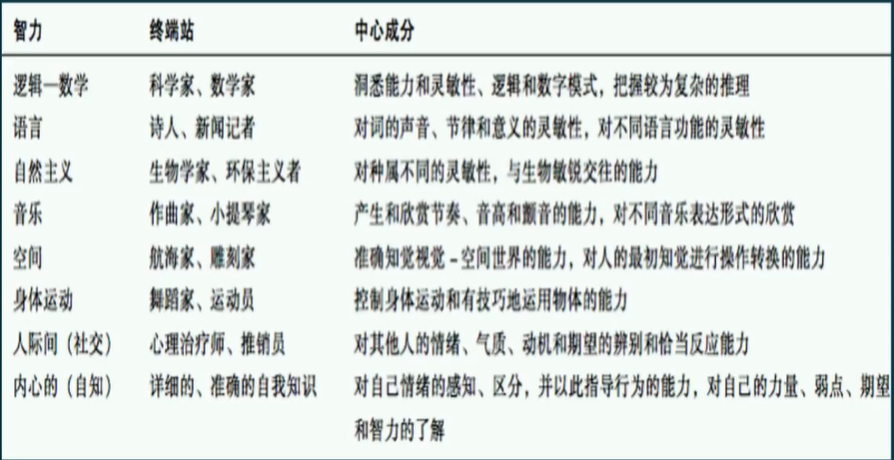 智力 终端站 中心成分
逻辑—数学 科学家、数学家 洞悉能力和灵敏性、逻辑和数字模式，把握较为复杂的推理
语言 诗人、新闻记者 对词的声音、节律和意义的灵敏性，对不同语言功能的灵敏性
自然主义 生物学家、环保主义者 对种属不同的灵敏性，与生物敏锐交往的能力
音乐 作曲家、小提琴家 产生和欣赏节奏、音高和颤音的能力，对不同音乐表达形式的欣赏
空间 航海家、雕刻家 准确知觉视觉－空间世界的能力，对人的最初知觉进行操作转换的能力
身体运动 舞蹈家、运动员 控制身体运动和有技巧地运用物体的能力
人际间（社交） 心理治疗师、推销员 对其他人的情绪、气质、动机和期望的辨别和恰当反应能力
内心的（自知） 详细的、准确的自我知识 对自己情绪的感知、区分，并以此指导行为的能力，对自己的力量、弱点、期望
和智力的了解